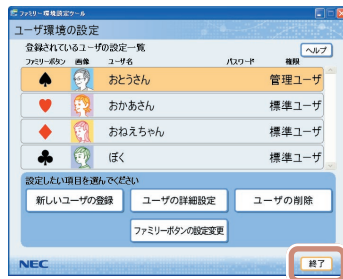 ファミリー環境設定ツール
ユーザ環境の設定
登録されているユーザの設定一覧
ヘルプ
ファミリーボタン 画像 ユーザ名 パスワード 権限
おとうさん 管理ユーザ
おかあさん 標準ユーザ
おねえちゃん 標準ユーザ
ぼく 標準ユーザ
設定したい項目を選んでください
新しいユーザの登録 ユーザの詳細設定 ユーザの削除
ファミリーボタンの設定変更
NEC 終了